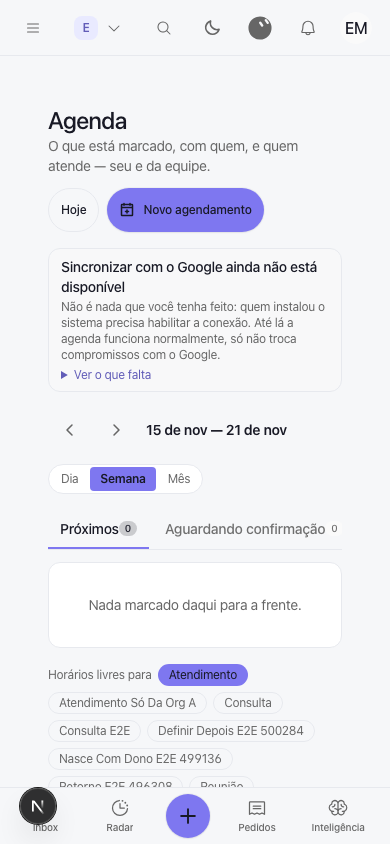 E
EM
Agenda
O que está marcado, com quem, e quem
atende — seu e da equipe.
Hoje
Novo agendamento
Sincronizar com o Google ainda não está
disponível
Não é nada que você tenha feito: quem instalou o
sistema precisa habilitar a conexão. Até lá a
agenda funciona normalmente, só não troca
compromissos com o Google.
Ver o que falta
15 de nov — 21 de nov
Dia Semana Mês
Próximos 0 Aguardando confirmação 0
Nada marcado daqui para a frente.
Horários livres para Atendimento
Atendimento Só Da Org A Consulta
Consulta E2E Definir Depois E2E 500284
Nasce Com Dono E2E 499136
Retorno E2E 496308 Reunião
N
Inbox Radar Pedidos Inteligência